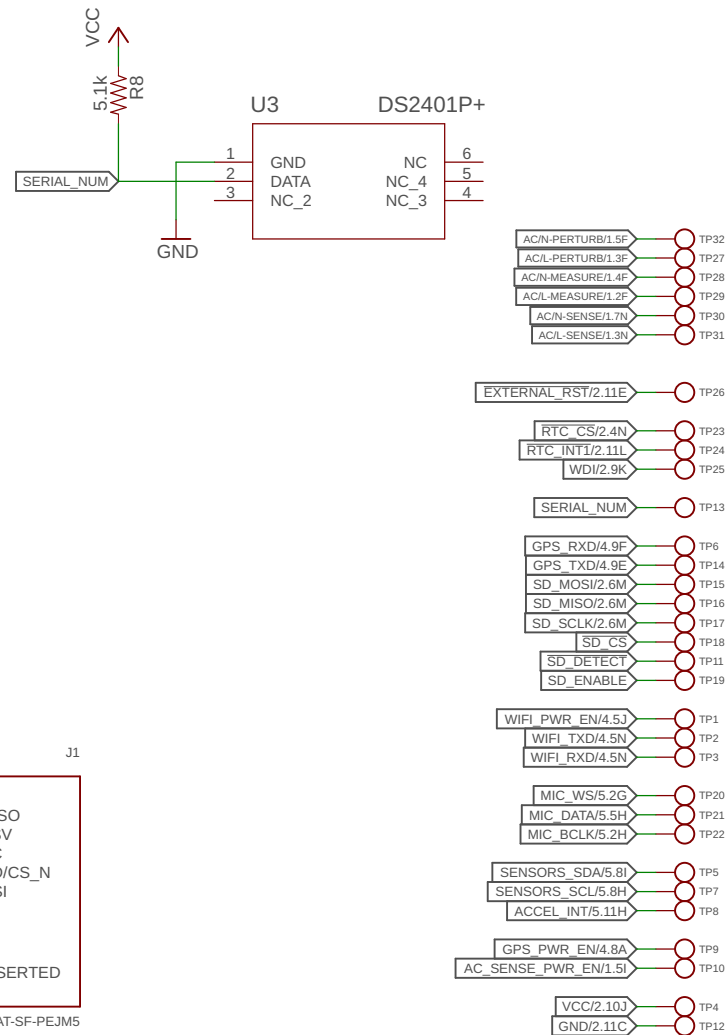 VCC
5.1k
R8
U3 DS2401P+
SERIAL_NUM
1 GND NC 6
2 DATA NC_4 5
3 NC_2 NC_3 4
GND
AC/N-PERTURB/1.5F TP32
AC/L-PERTURB/1.3F TP27
AC/N-MEASURE/1.4F TP28
AC/L-MEASURE/1.2F TP29
AC/N-SENSE/1.7N TP30
AC/L-SENSE/1.3N TP31
EXTERNAL_RST/2.11E TP26
RTC_CS/2.4N TP23
RTC_INT1/2.11L TP24
WDI/2.9K TP25
SERIAL_NUM TP13
GPS_RXD/4.9F TP6
GPS_TXD/4.9E TP14
SD_MOSI/2.6M TP15
SD_MISO/2.6M TP16
SD_SCLK/2.6M TP17
SD_CS TP18
SD_DETECT TP11
SD_ENABLE TP19
WIFI_PWR_EN/4.5J TP1
WIFI_TXD/4.5N TP2
WIFI_RXD/4.5N TP3
MIC_WS/5.2G TP20
MIC_DATA/5.5H TP21
MIC_BCLK/5.2H TP22
SENSORS_SDA/5.8I TP5
SENSORS_SCL/5.8H TP7
ACCEL_INT/5.11H TP8
GPS_PWR_EN/4.8A TP9
AC_SENSE_PWR_EN/1.5I TP10
VCC/2.10J TP4
GND/2.11C TP12
J1
SO
/CS_N
SI
SERTED
AT-SF-PEJM5